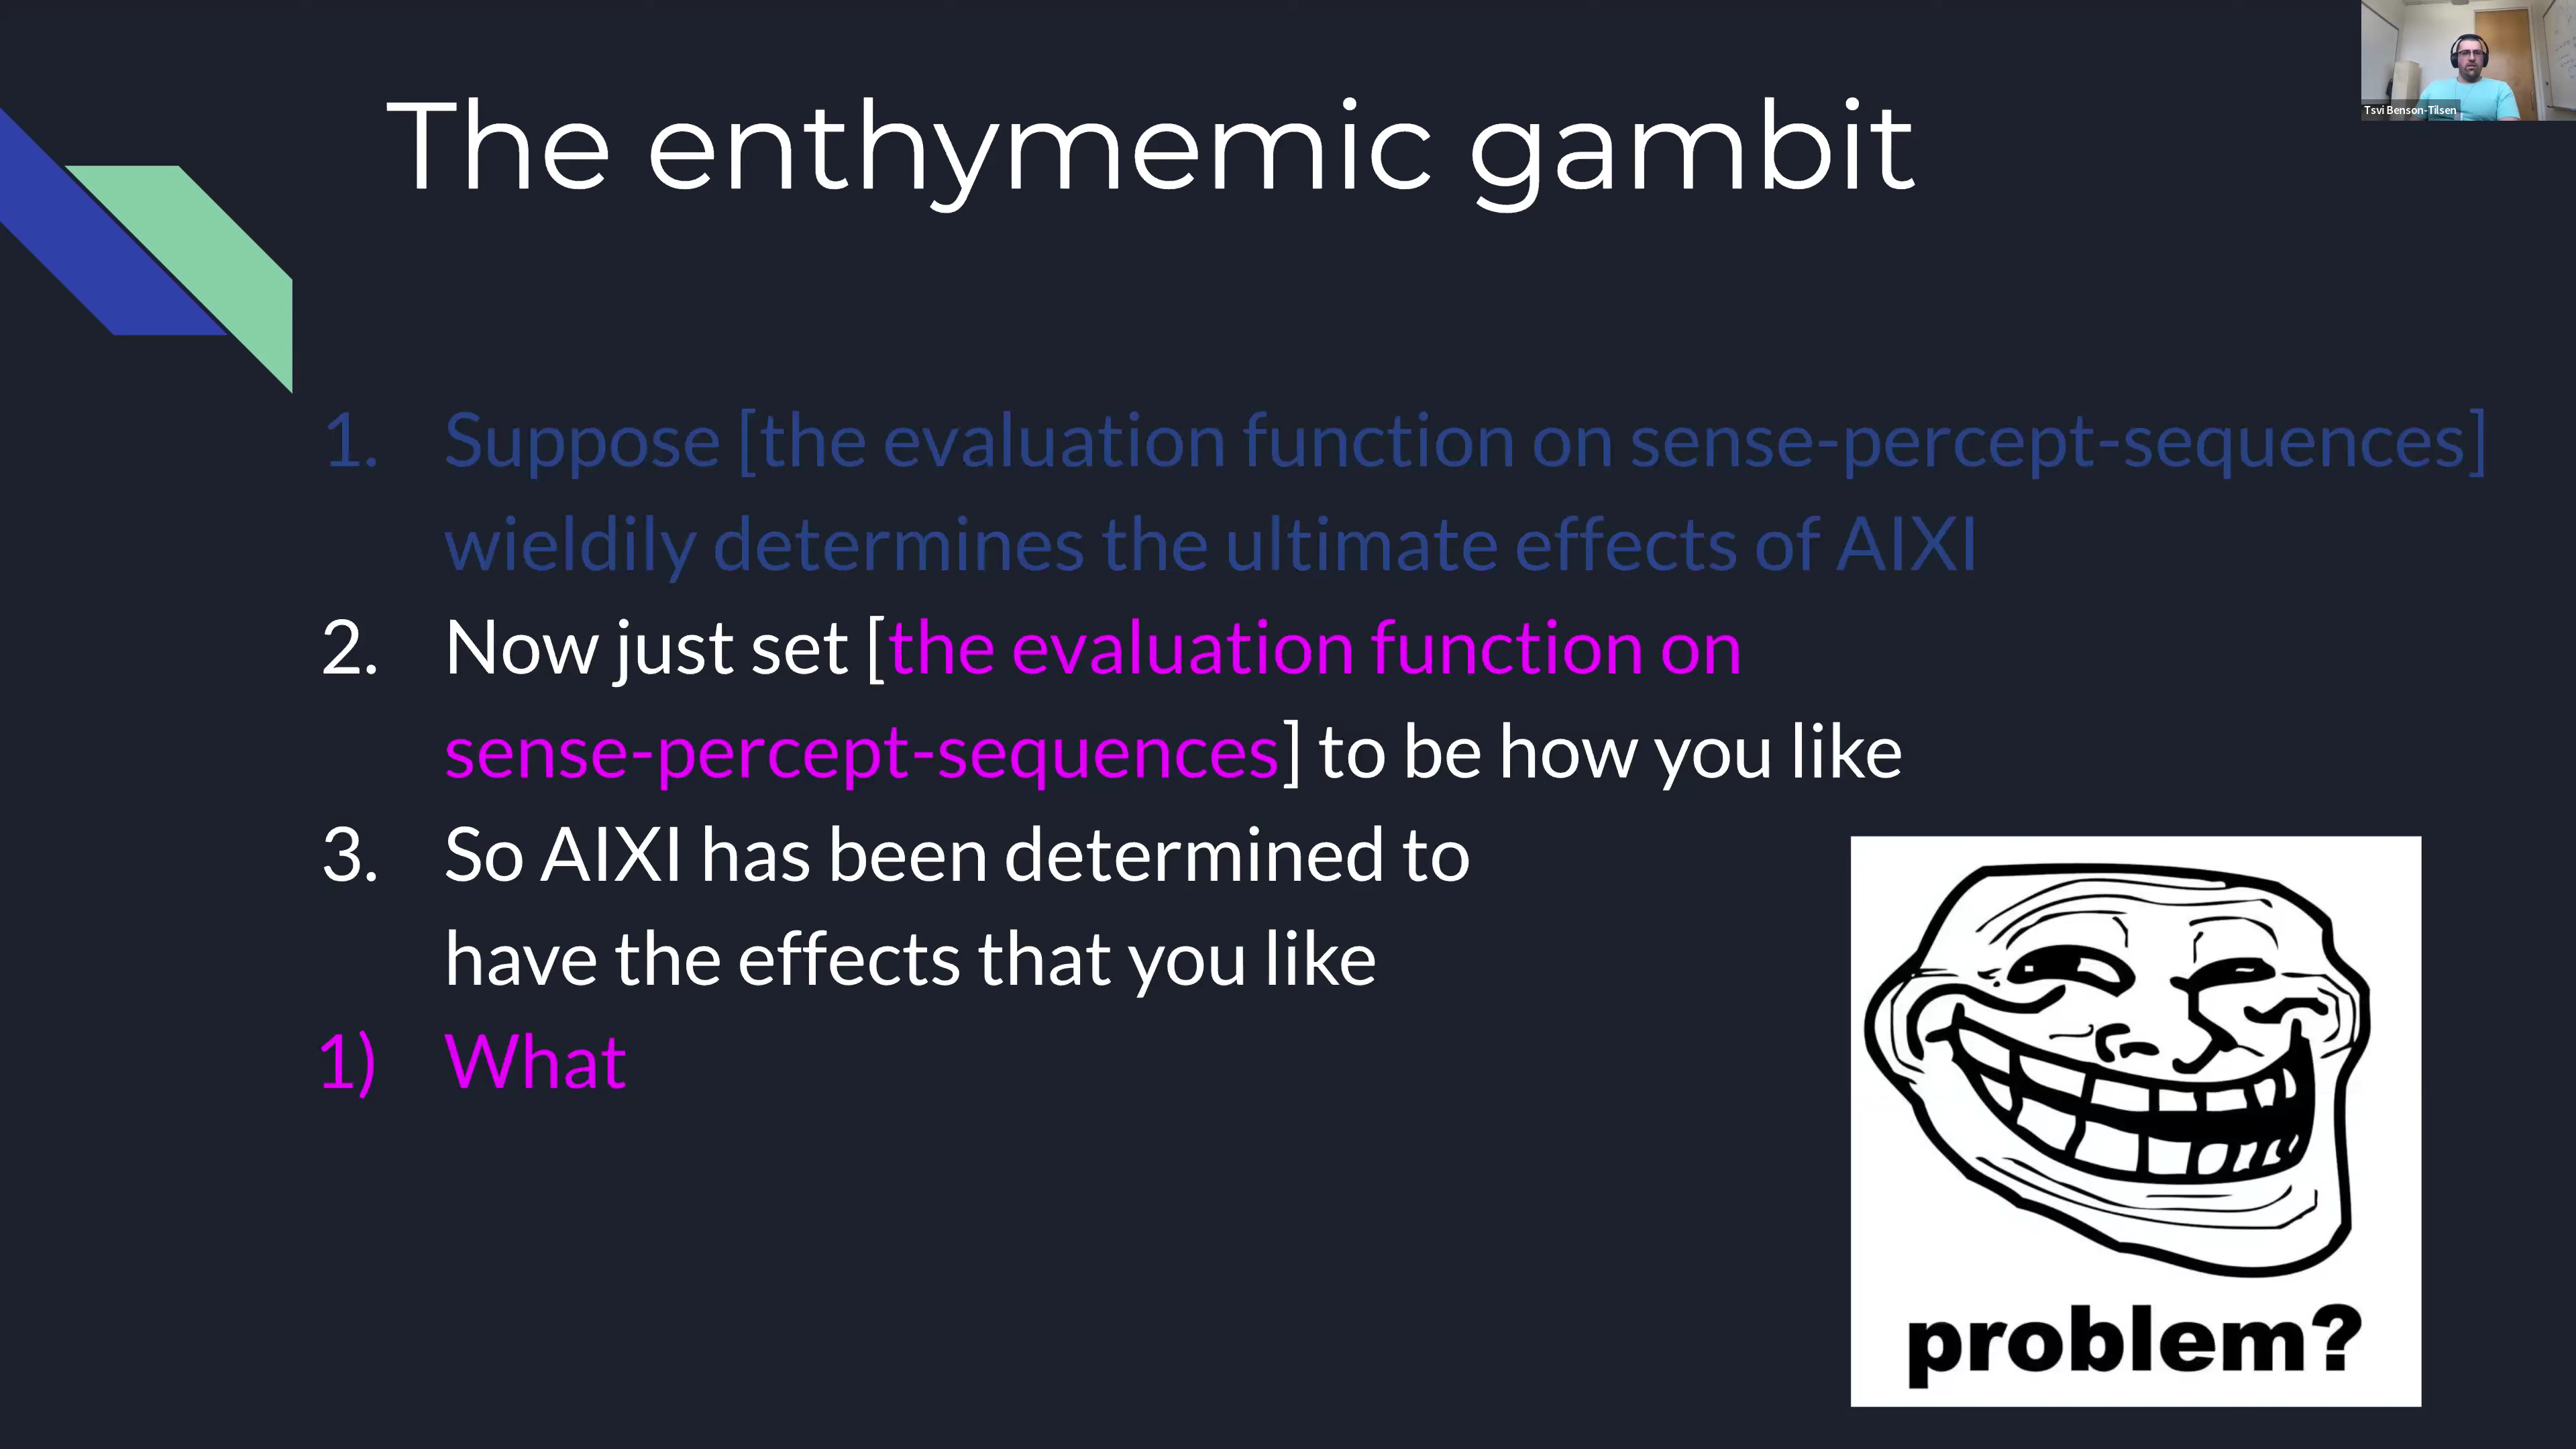 Tsvi Benson-Tilsen
The enthymemic gambit
1. Suppose [the evaluation function on sense-percept-sequences]
wieldily determines the ultimate effects of AIXI
2. Now just set [the evaluation function on
sense-percept-sequences] to be how you like
3. So AIXI has been determined to
have the effects that you like
1) What
problem?